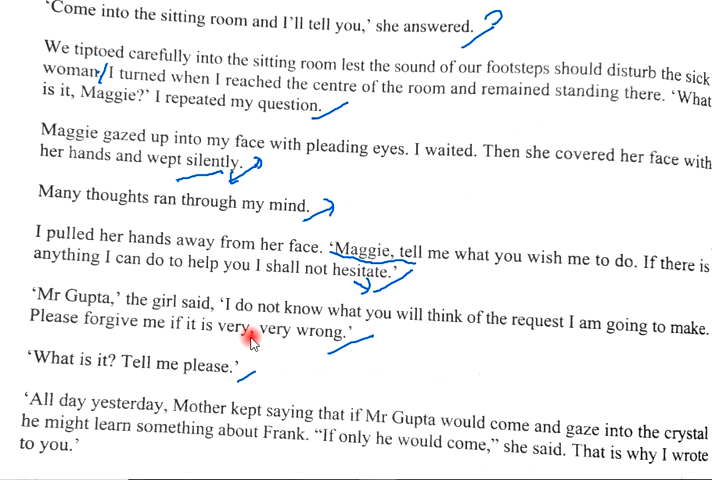 'Come into the sitting room and I'll tell you,' she answered.
We tiptoed carefully into the sitting room lest the sound of our footsteps should disturb the sick
woman. I turned when I reached the centre of the room and remained standing there. 'What
is it, Maggie?' I repeated my question.
Maggie gazed up into my face with pleading eyes. I waited. Then she covered her face with
her hands and wept silently.
Many thoughts ran through my mind.
I pulled her hands away from her face. 'Maggie, tell me what you wish me to do. If there is
anything I can do to help you I shall not hesitate.'
'Mr Gupta,' the girl said, 'I do not know what you will think of the request I am going to make.
Please forgive me if it is very, very wrong.'
'What is it? Tell me please.'
'All day yesterday, Mother kept saying that if Mr Gupta would come and gaze into the crystal
he might learn something about Frank. "If only he would come," she said. That is why I wrote
to you.'